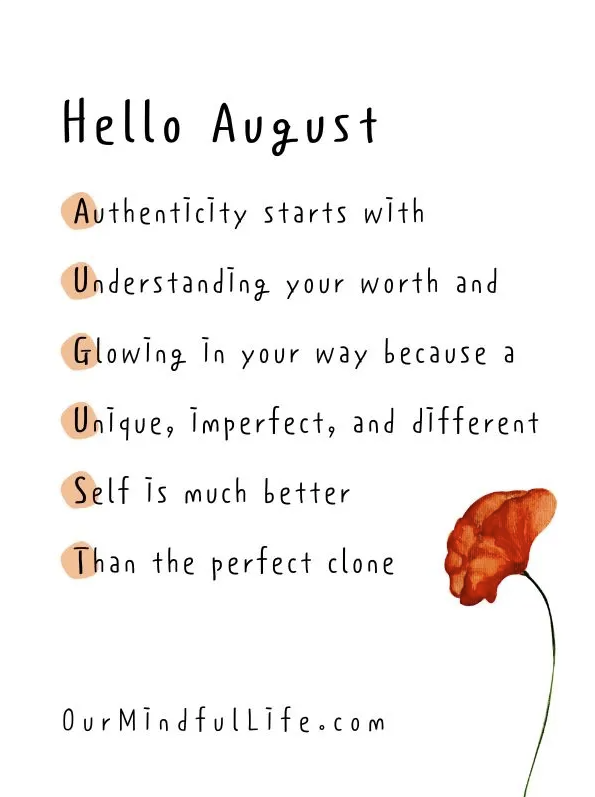 Hello August
Authenticity starts with
Understanding your worth and
Glowing in your way because a
Unique, imperfect, and different
Self is much better
Than the perfect clone
OurMindfulLife.com